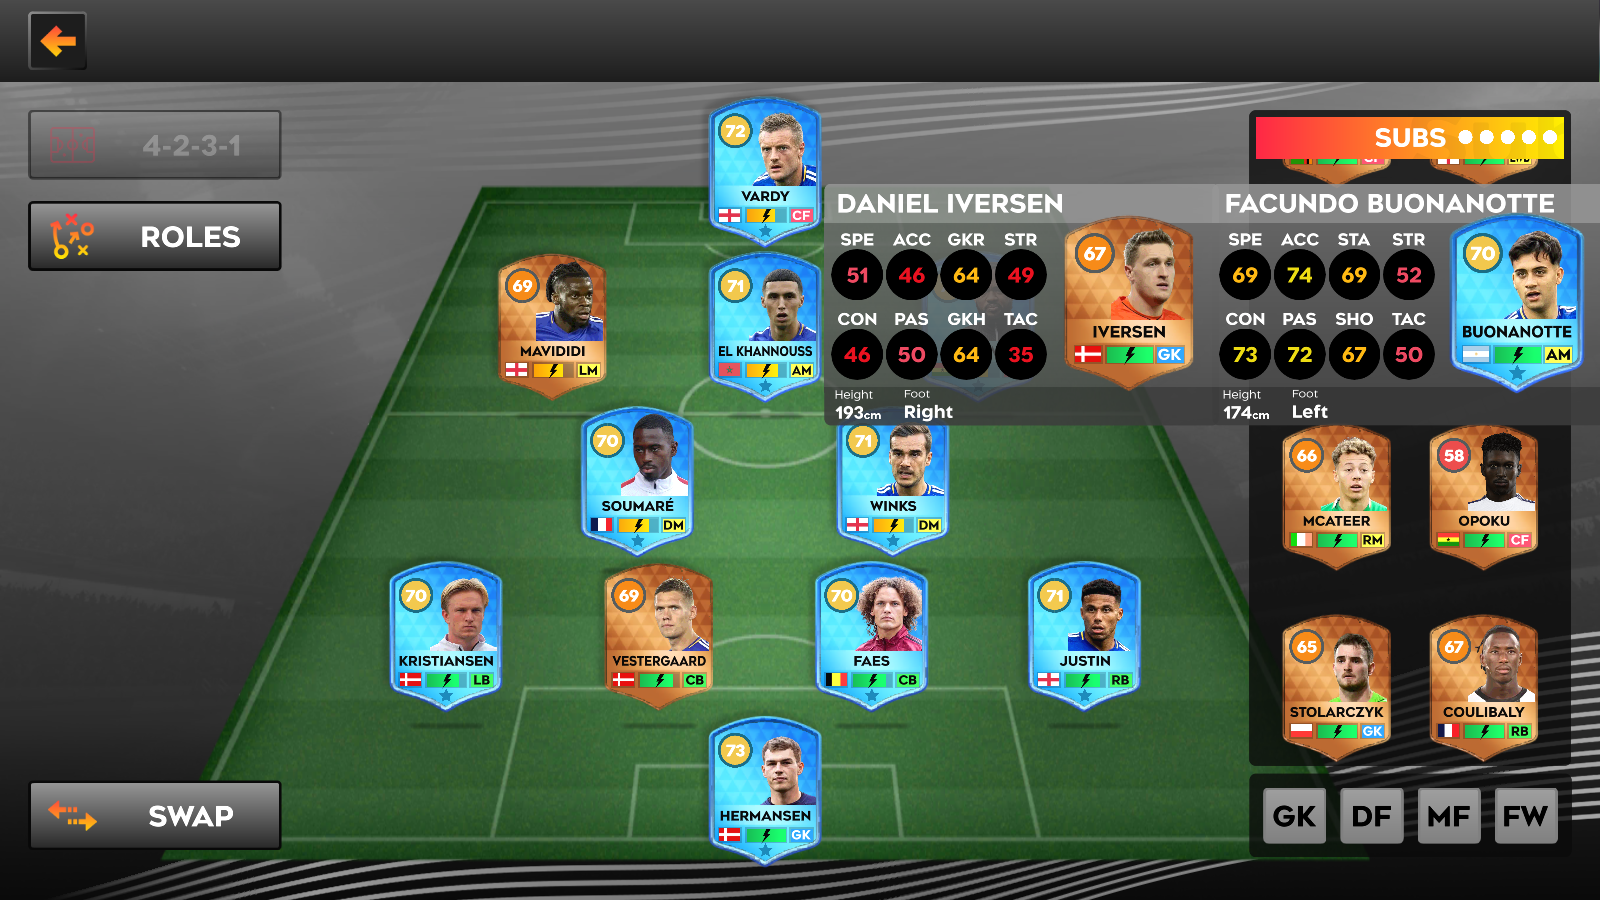 4-2-3-1
ROLES
SWAP
72
VARDY
CF
69
MAVIDIDI
LM
71
EL KHANNOUSS
AM
70
SOUMARÉ
DM
71
WINKS
DM
70
KRISTIANSEN
LB
69
VESTERGAARD
CB
70
FAES
CB
71
JUSTIN
RB
73
HERMANSEN
GK
DANIEL IVERSEN
SPE ACC GKR STR
51 46 64 49
CON PAS GKH TAC
46 50 64 35
Height Foot
193cm Right
67
IVERSEN
GK
FACUNDO BUONANOTTE
SPE ACC STA STR
69 74 69 52
CON PAS SHO TAC
73 72 67 50
Height Foot
174cm Left
70
BUONANOTTE
AM
SUBS
66
MCATEER
RM
58
OPOKU
CF
65
STOLARCZYK
GK
67
COULIBALY
RB
GK DF MF FW